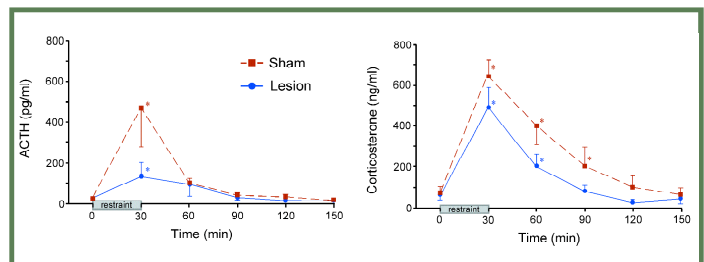 800
600
400
200
0
ACTH (pg/ml)
Sham
Lesion
*
*
restraint
0 30 60 90 120 150
Time (min)
800
600
400
200
0
Corticosterone (ng/ml)
*
*
*
*
*
restraint
0 30 60 90 120 150
Time (min)